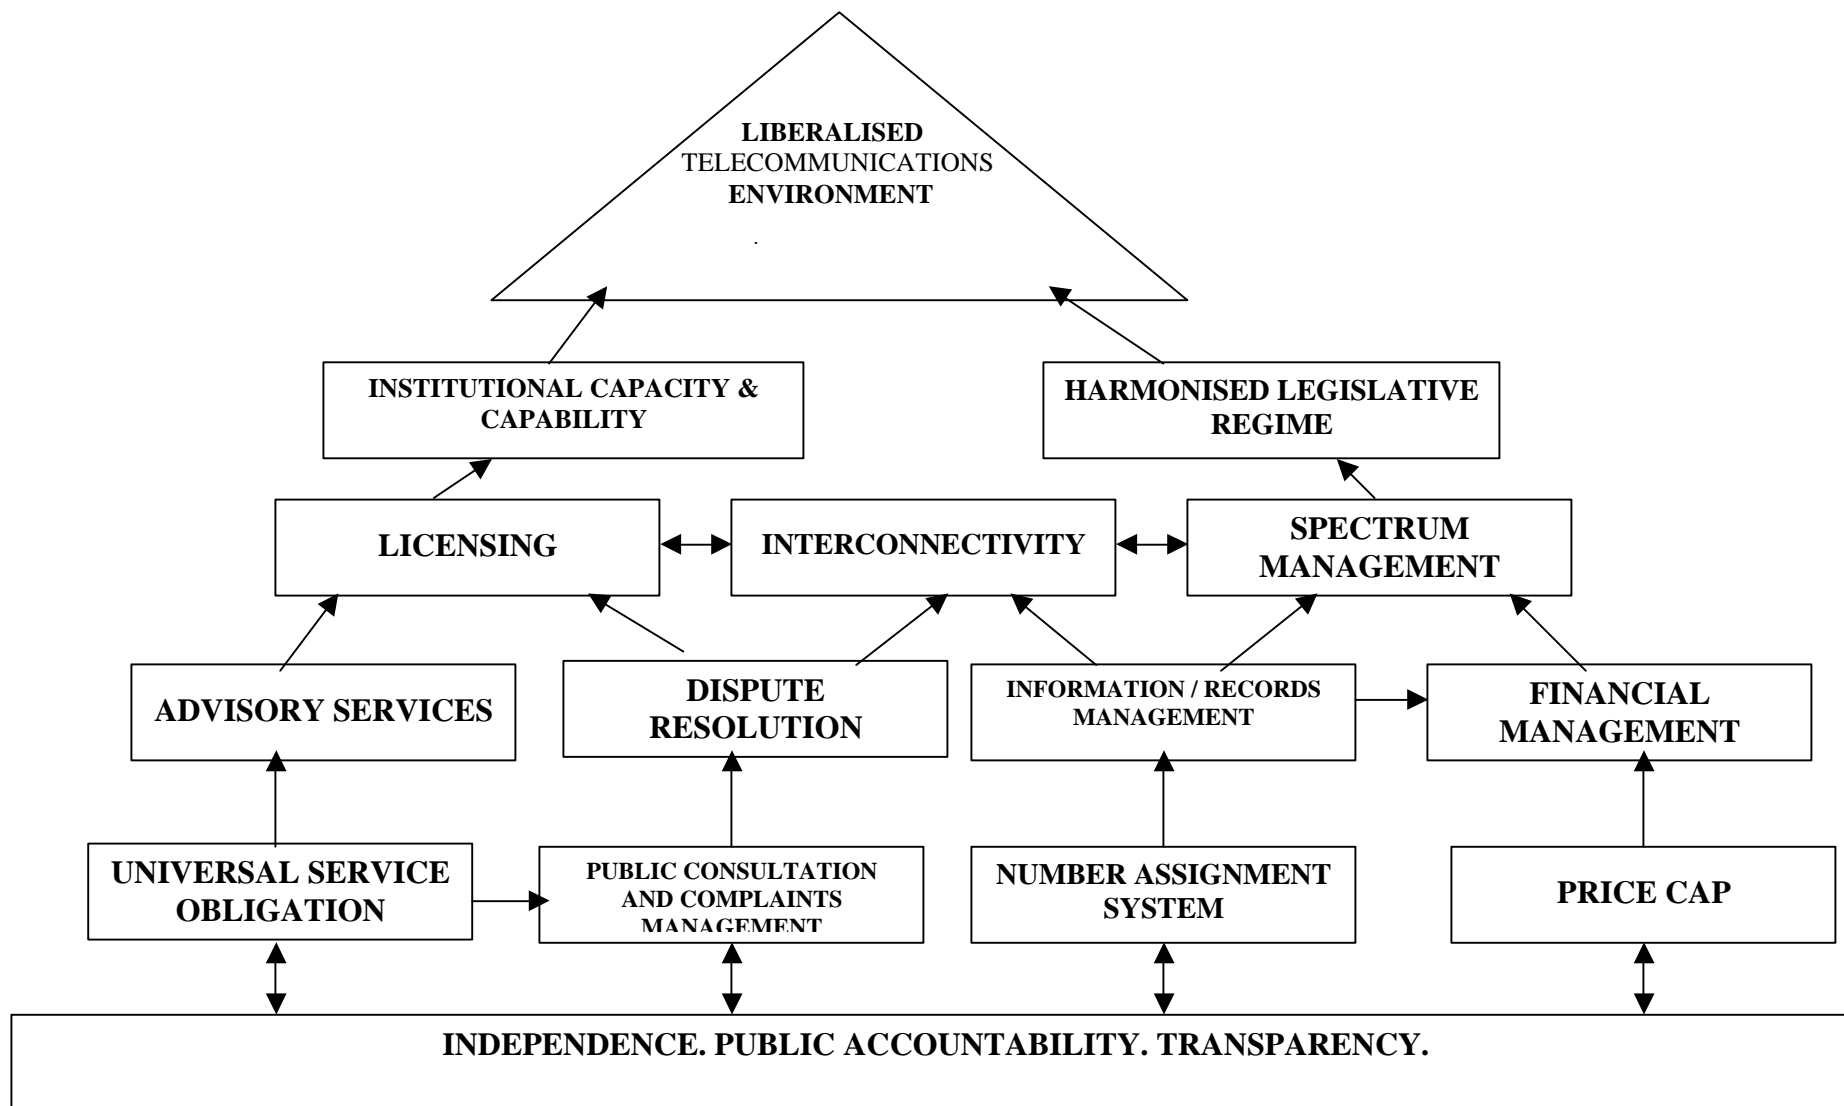 LIBERALISED
TELECOMMUNICATIONS
ENVIRONMENT
.
INSTITUTIONAL CAPACITY &
CAPABILITY
HARMONISED LEGISLATIVE
REGIME
LICENSING
INTERCONNECTIVITY
SPECTRUM
MANAGEMENT
ADVISORY SERVICES
DISPUTE
RESOLUTION
INFORMATION / RECORDS
MANAGEMENT
FINANCIAL
MANAGEMENT
UNIVERSAL SERVICE
OBLIGATION
PUBLIC CONSULTATION
AND COMPLAINTS
MANAGEMENT
NUMBER ASSIGNMENT
SYSTEM
PRICE CAP
INDEPENDENCE. PUBLIC ACCOUNTABILITY. TRANSPARENCY.